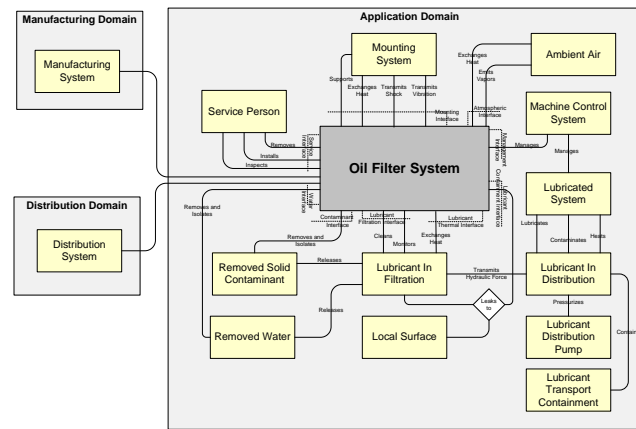 Manufacturing Domain
Manufacturing
System
Distribution Domain
Distribution
System
Application Domain
Mounting
System
Ambient Air
Service Person
Machine Control
System
Oil Filter System
Lubricated
System
Removed Solid
Contaminant
Lubricant In
Filtration
Lubricant In
Distribution
Removed Water
Local Surface
Lubricant
Distribution
Pump
Lubricant
Transport
Containment
Supports
Exchanges
Heat
Transmits
Shock
Transmits
Vibration
Exchanges
Heat
Emits
Vapors
Mounting
Interface
Atmospheric
Interface
Removes
Installs
Inspects
Service
Interface
Management
Interface
Manages
Manages
Water
Interface
Lubricant
Containment Interface
Removes and
Isolates
Contaminant
Interface
Lubricant
Filtration Interface
Lubricant
Thermal Interface
Removes and
Isolates
Cleans
Monitors
Exchanges
Heat
Lubricates
Contaminates
Heats
Releases
Transmits
Hydraulic Force
Leaks
to
Releases
Pressurizes
Contain